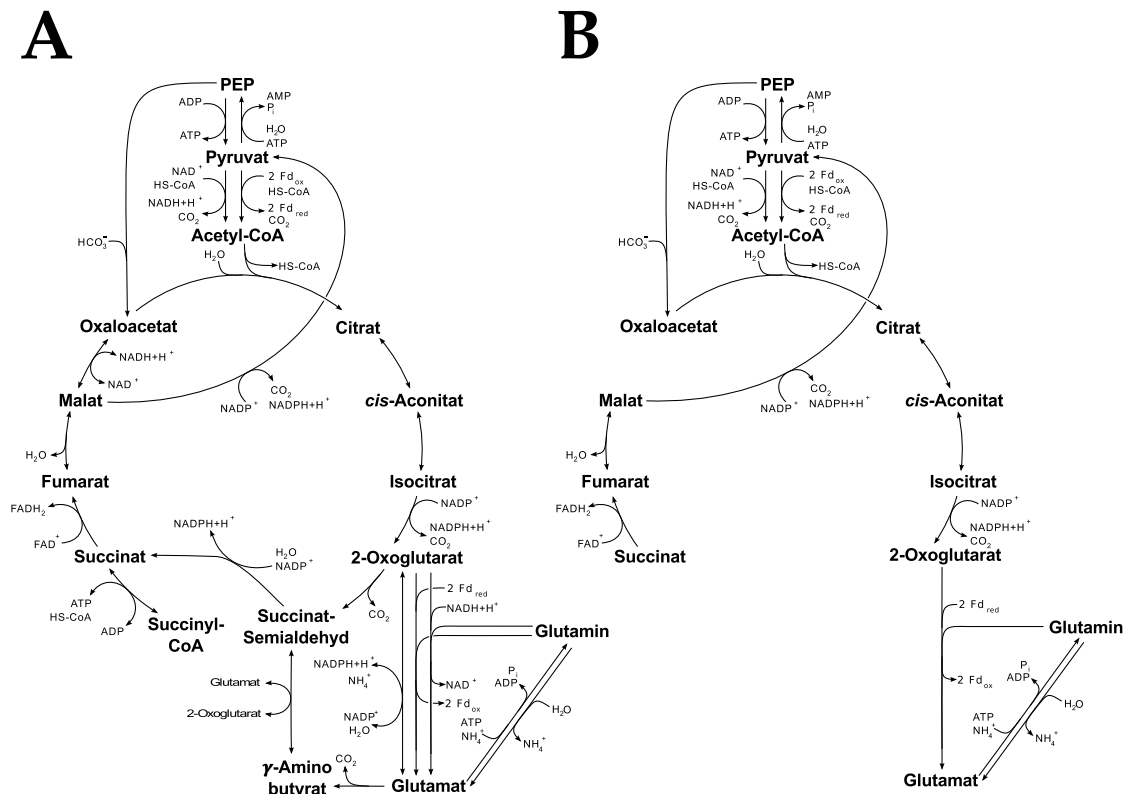 A
PEP
ADP
ATP
AMP
Pi
H2O
ATP
Pyruvat
NAD+
HS-CoA
NADH+H+
CO2
2 Fdox
HS-CoA
2 Fdred
CO2
Acetyl-CoA
HCO3-
H2O
HS-CoA
Oxaloacetat
Citrat
NADH+H+
NAD+
Malat
NADP+
CO2
NADPH+H+
cis-Aconitat
H2O
Fumarat
Isocitrat
FADH2
FAD+
NADP+
NADPH+H+
CO2
NADPH+H+
H2O
NADP+
Succinat
2-Oxoglutarat
ATP
HS-CoA
ADP
Succinyl-
CoA
Succinat-
Semialdehyd
CO2
2 Fdred
NADH+H+
Glutamin
NADPH+H+
NH4+
Glutamat
2-Oxoglutarat
NADP+
H2O
NAD+
2 Fdox
Pi
ADP
ATP
NH4+
H2O
NH4+
γ-Amino
butyrat
CO2
Glutamat
B
PEP
ADP
ATP
AMP
Pi
H2O
ATP
Pyruvat
NAD+
HS-CoA
NADH+H+
CO2
2 Fdox
HS-CoA
2 Fdred
CO2
Acetyl-CoA
HCO3-
H2O
HS-CoA
Oxaloacetat
Citrat
Malat
NADP+
CO2
NADPH+H+
cis-Aconitat
H2O
Fumarat
Isocitrat
FADH2
FAD+
NADP+
NADPH+H+
CO2
Succinat
2-Oxoglutarat
2 Fdred
Glutamin
2 Fdox
Pi
ADP
ATP
NH4+
H2O
NH4+
Glutamat